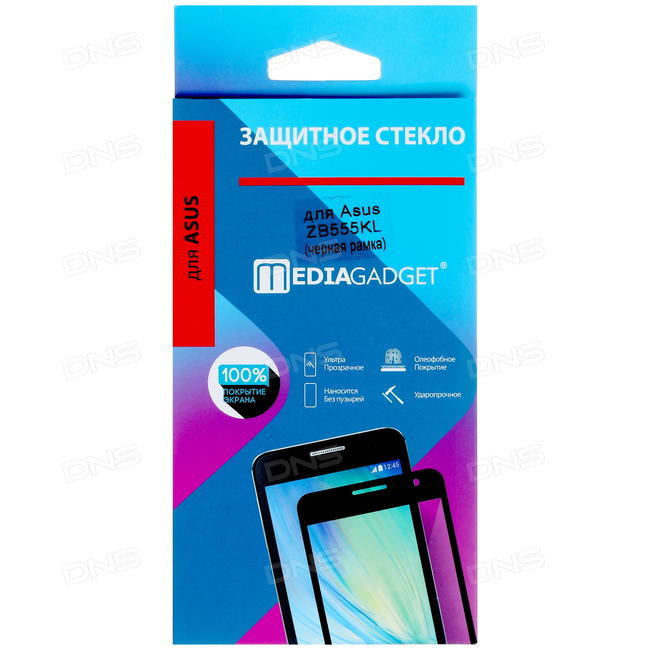 ЗАЩИТНОЕ СТЕКЛО
для ASUS
для Asus
ZB555KL
(черная рамка)
MEDIAGADGET®
100%
ПОКРЫТИЕ
ЭКРАНА
Ультра
Прозрачное
Олеофобное
Покрытие
Наносится
Без пузырей
Ударопрочное
12:45
DNS